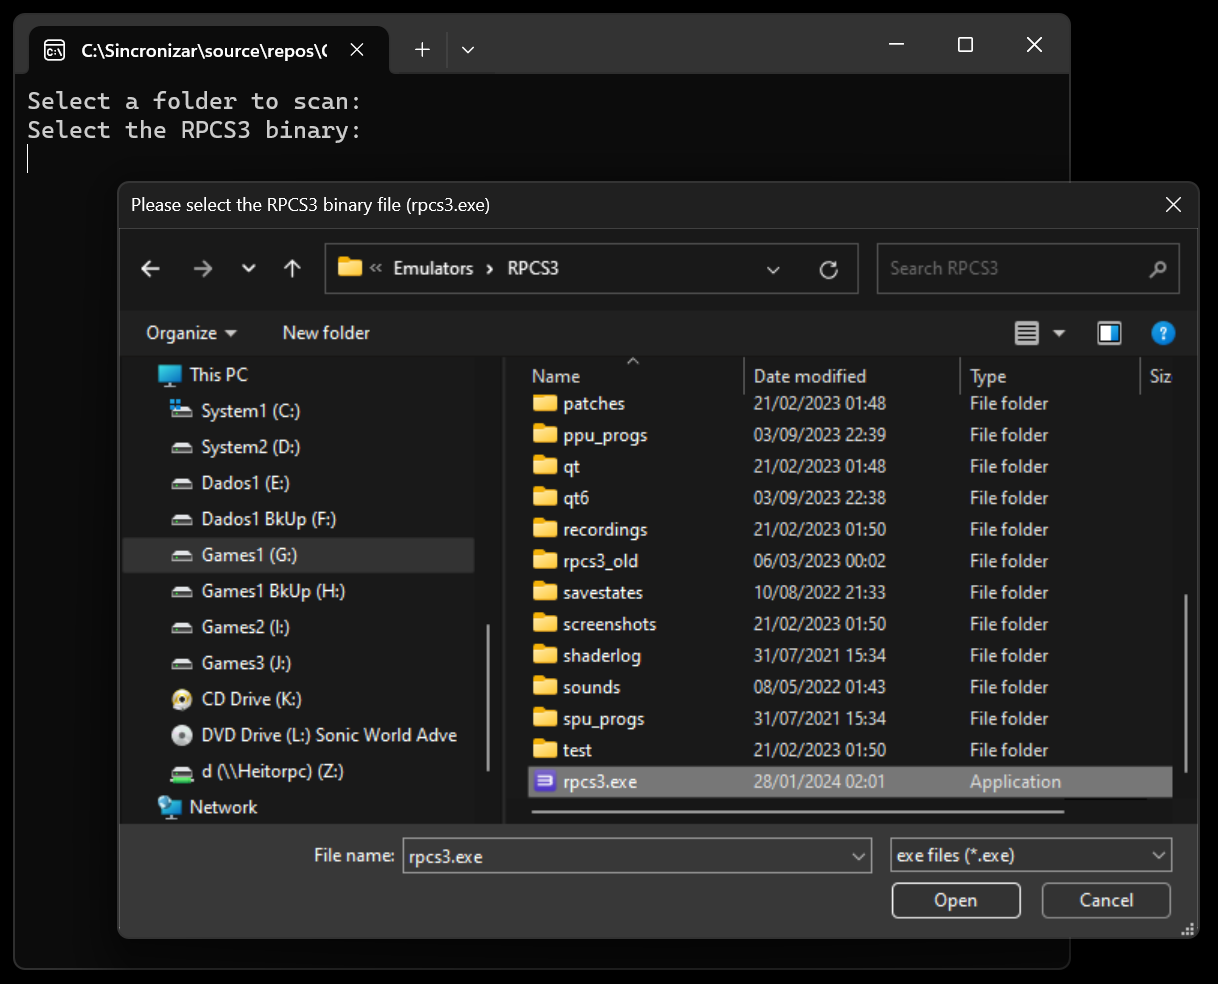 C:\Sincronizar\source\repos\C
Select a folder to scan:
Select the RPCS3 binary:
Please select the RPCS3 binary file (rpcs3.exe)
« Emulators > RPCS3
Search RPCS3
Organize New folder
This PC
System1 (C:)
System2 (D:)
Dados1 (E:)
Dados1 BkUp (F:)
Games1 (G:)
Games1 BkUp (H:)
Games2 (I:)
Games3 (J:)
CD Drive (K:)
DVD Drive (L:) Sonic World Adve
d (\\Heitorpc) (Z:)
Network
Name Date modified Type Siz
patches 21/02/2023 01:48 File folder
ppu_progs 03/09/2023 22:39 File folder
qt 21/02/2023 01:48 File folder
qt6 03/09/2023 22:38 File folder
recordings 21/02/2023 01:50 File folder
rpcs3_old 06/03/2023 00:02 File folder
savestates 10/08/2022 21:33 File folder
screenshots 21/02/2023 01:50 File folder
shaderlog 31/07/2021 15:34 File folder
sounds 08/05/2022 01:43 File folder
spu_progs 31/07/2021 15:34 File folder
test 21/02/2023 01:50 File folder
rpcs3.exe 28/01/2024 02:01 Application
File name: rpcs3.exe
exe files (*.exe)
Open Cancel